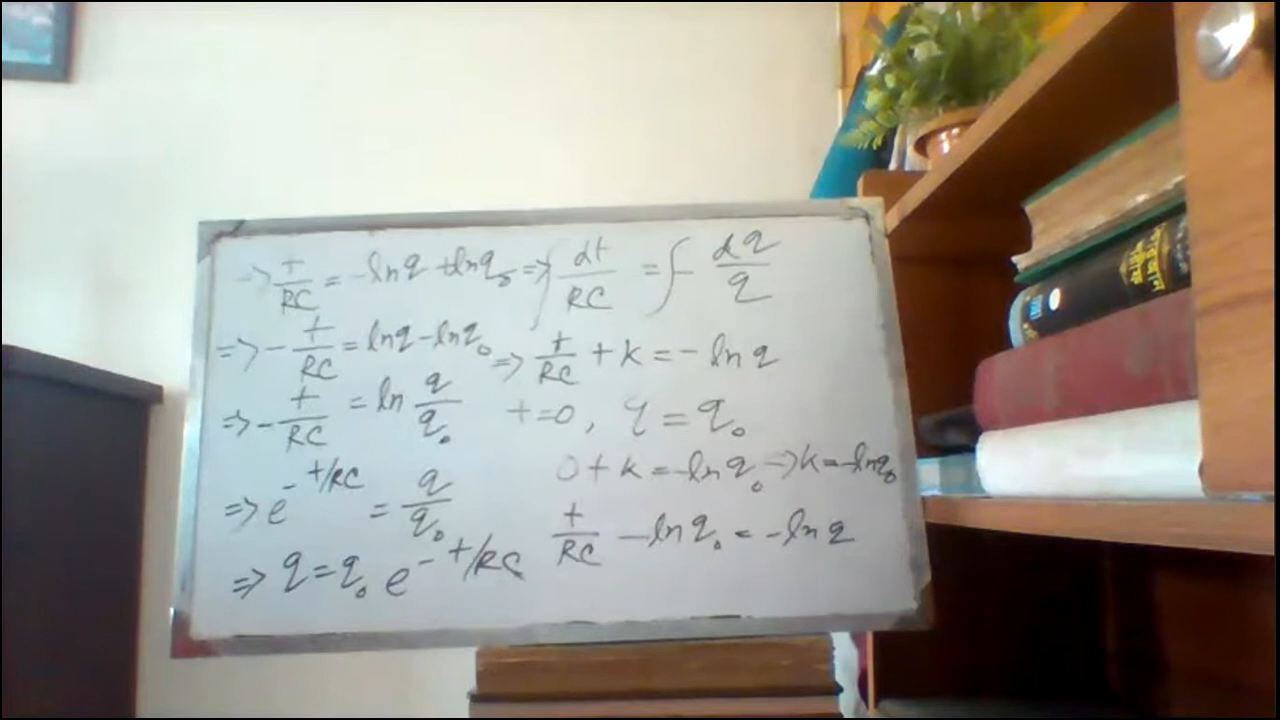 => t/RC = -ln q + ln q₀ => ∫ dt/RC = ∫ - dq/q
=> - t/RC = ln q - ln q₀
=> t/RC + k = - ln q
=> - t/RC = ln q/q₀
t=0, q = q₀
0 + k = -ln q₀ => k = -ln q₀
=> e^(-t/RC) = q/q₀
t/RC - ln q₀ = -ln q
=> q = q₀ e^(-t/RC)